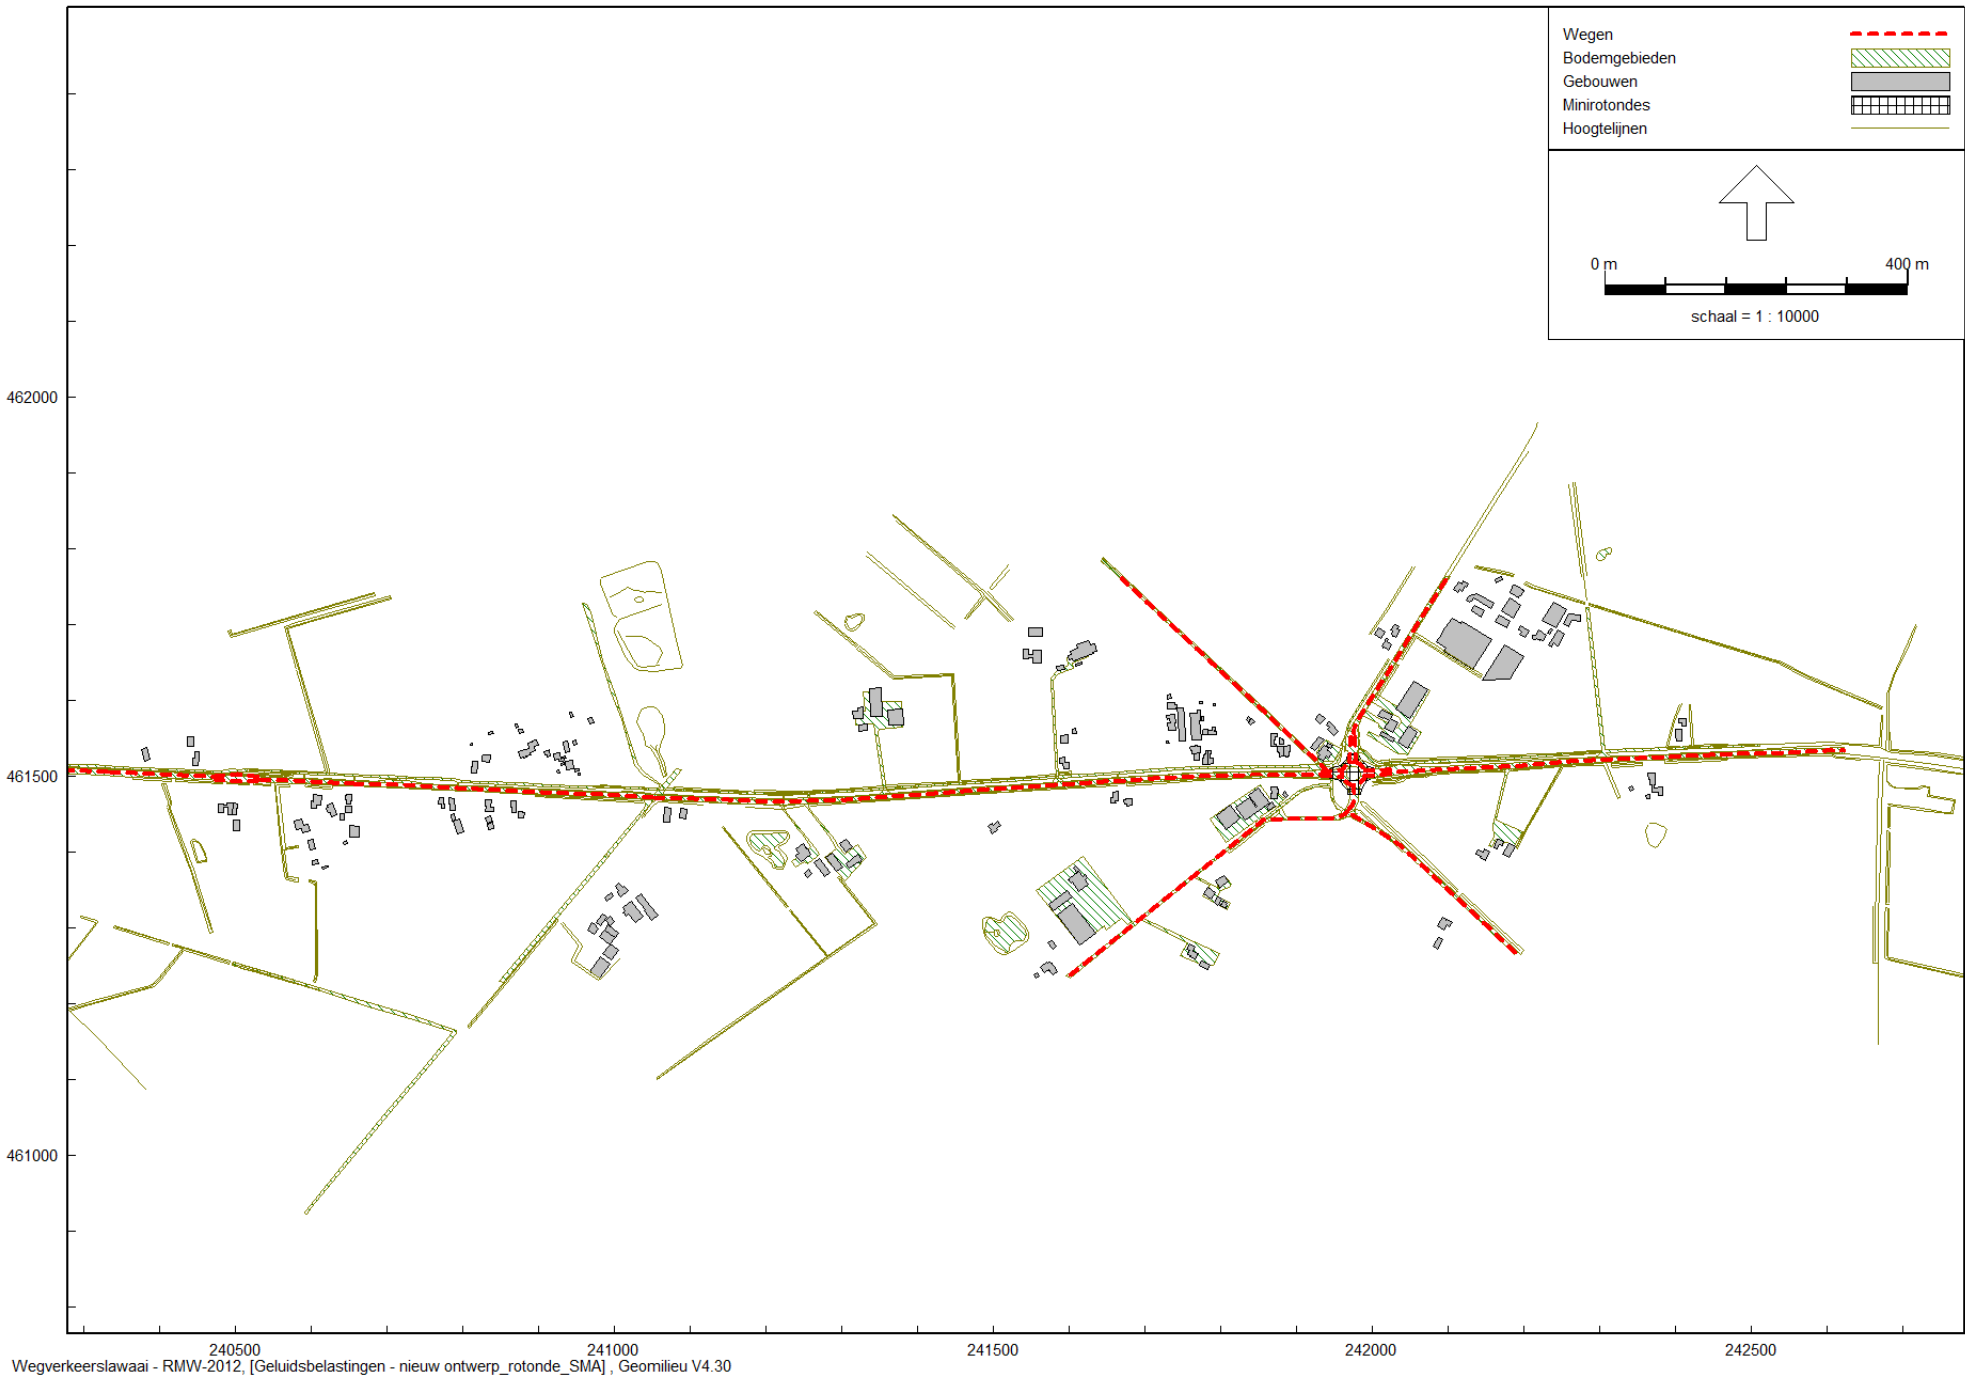 Wegen
Bodemgebieden
Gebouwen
Minirotondes
Hoogtelijnen
0 m 400 m
schaal = 1 : 10000
462000
461500
461000
240500 241000 241500 242000 242500
Wegverkeerslawaai - RMW-2012, [Geluidsbelastingen - nieuw ontwerp_rotonde_SMA] , Geomilieu V4.30